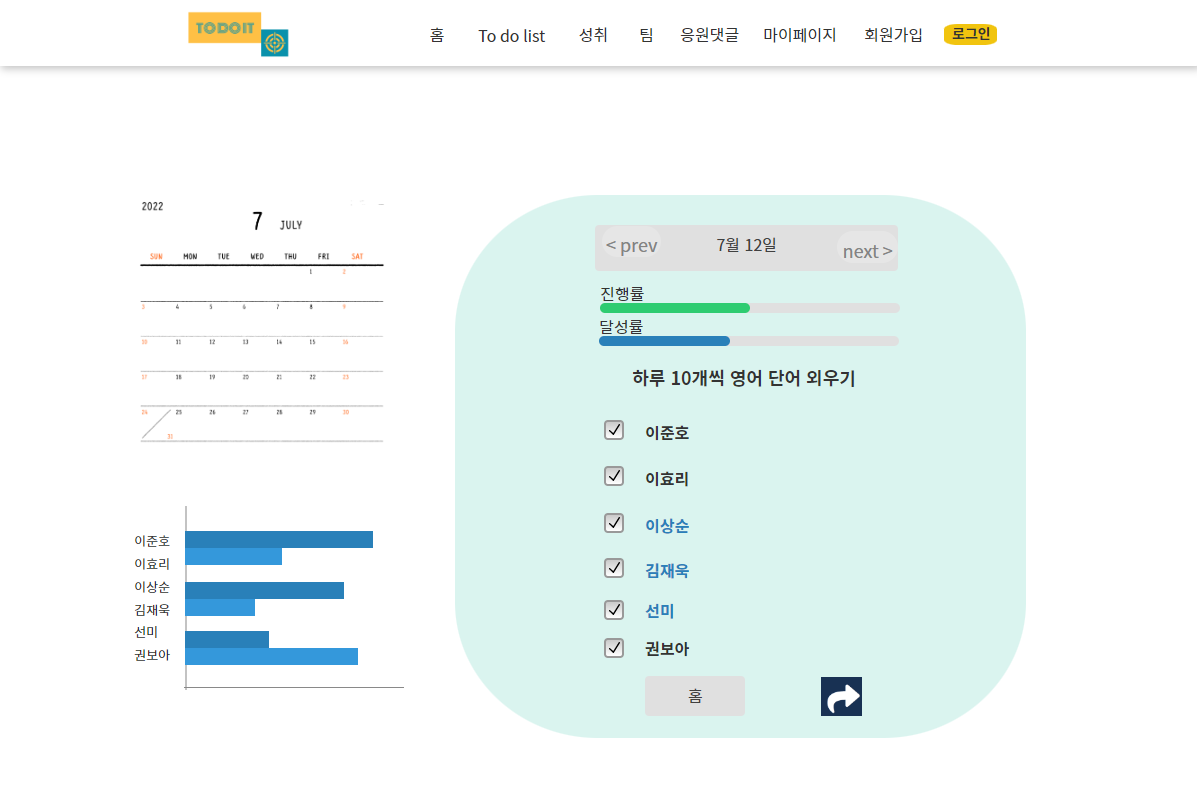 TODOIT
홈 To do list 성취 팀 응원댓글 마이페이지 회원가입 로그인
2022
7 JULY
SUN MON TUE WED THU FRI SAT
1 2
3 4 5 6 7 8 9
10 11 12 13 14 15 16
17 18 19 20 21 22 23
24 25 26 27 28 29 30
31
이준호
이효리
이상순
김재욱
선미
권보아
< prev 7월 12일 next >
진행률
달성률
하루 10개씩 영어 단어 외우기
이준호
이효리
이상순
김재욱
선미
권보아
홈